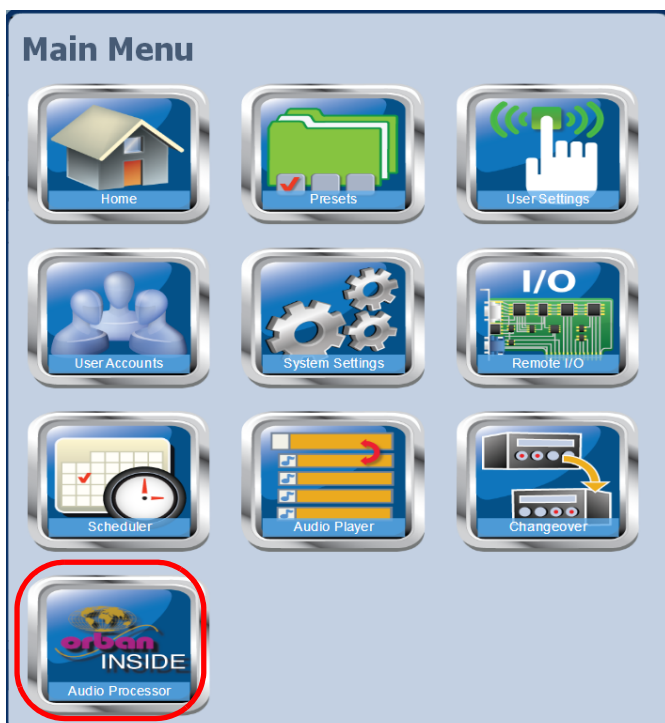 Main Menu
Home
Presets
User Settings
User Accounts
System Settings
I/O
Remote I/O
Scheduler
Audio Player
Changeover
orban
INSIDE
Audio Processor